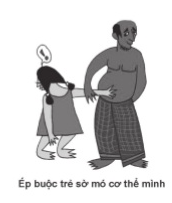 Ép buộc trẻ sờ mó cơ thể mình